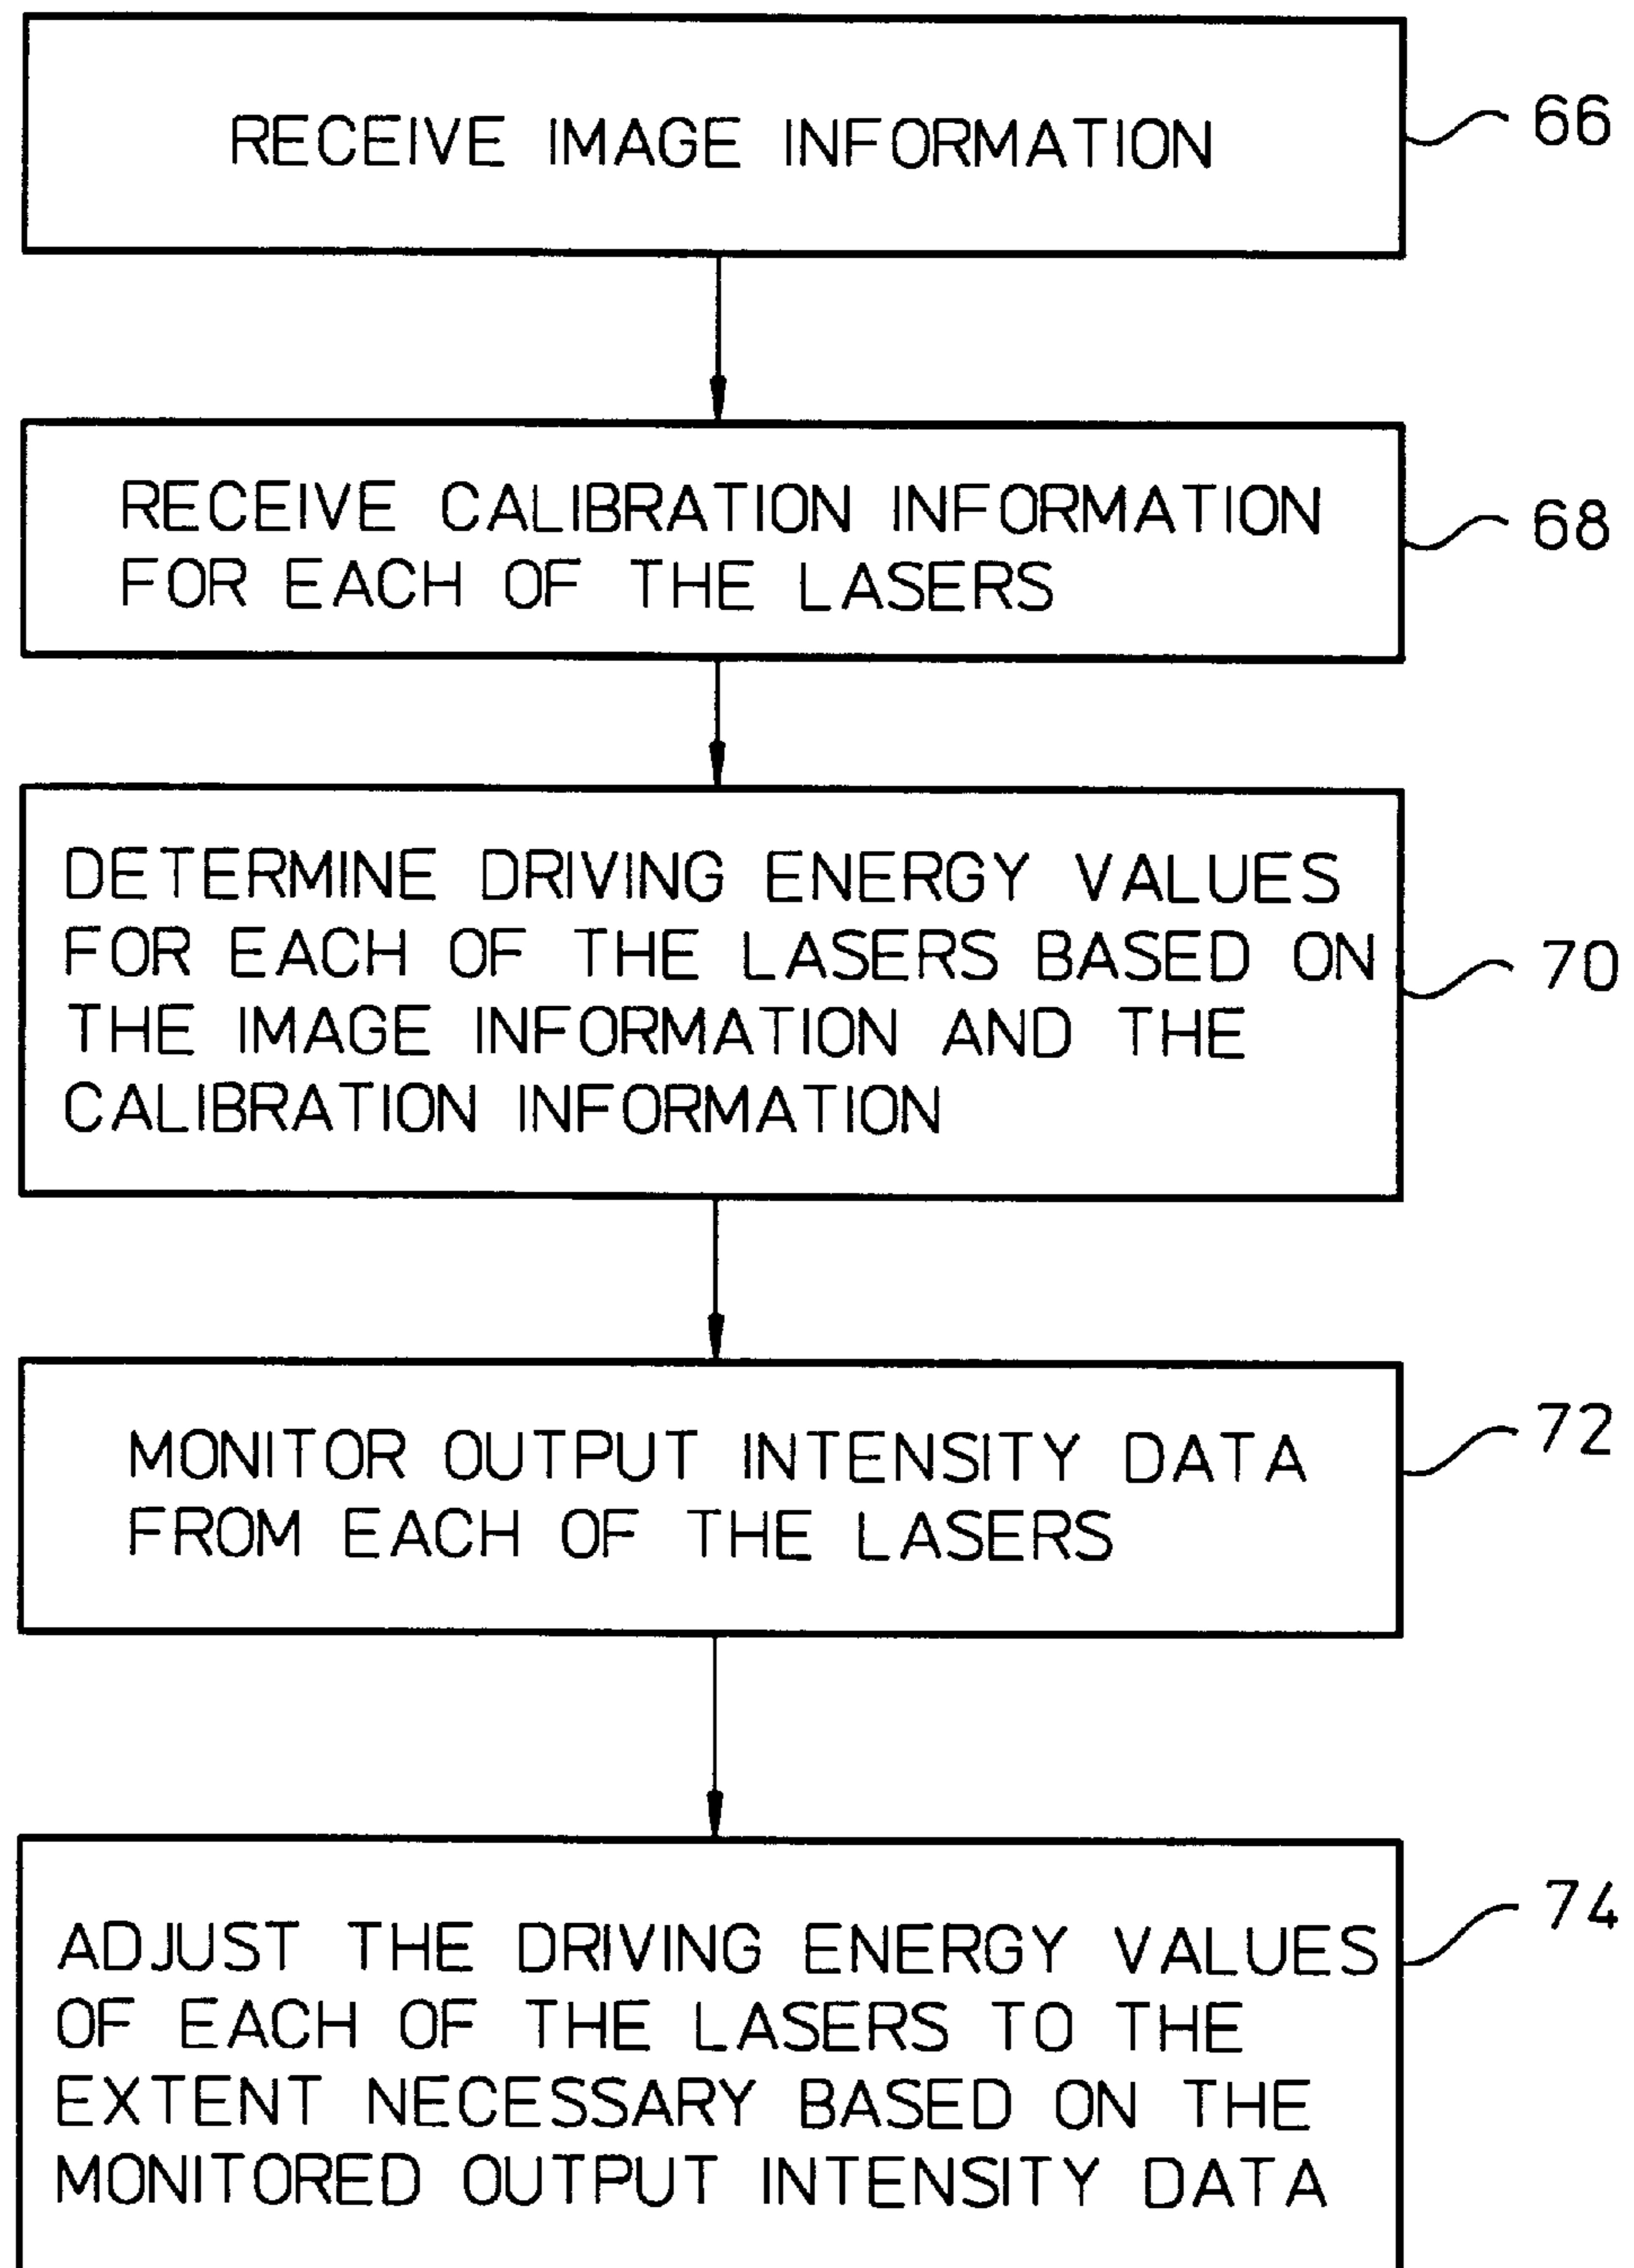 RECEIVE IMAGE INFORMATION
66
RECEIVE CALIBRATION INFORMATION
FOR EACH OF THE LASERS
68
DETERMINE DRIVING ENERGY VALUES
FOR EACH OF THE LASERS BASED ON
THE IMAGE INFORMATION AND THE
CALIBRATION INFORMATION
70
MONITOR OUTPUT INTENSITY DATA
FROM EACH OF THE LASERS
72
ADJUST THE DRIVING ENERGY VALUES
OF EACH OF THE LASERS TO THE
EXTENT NECESSARY BASED ON THE
MONITORED OUTPUT INTENSITY DATA
74